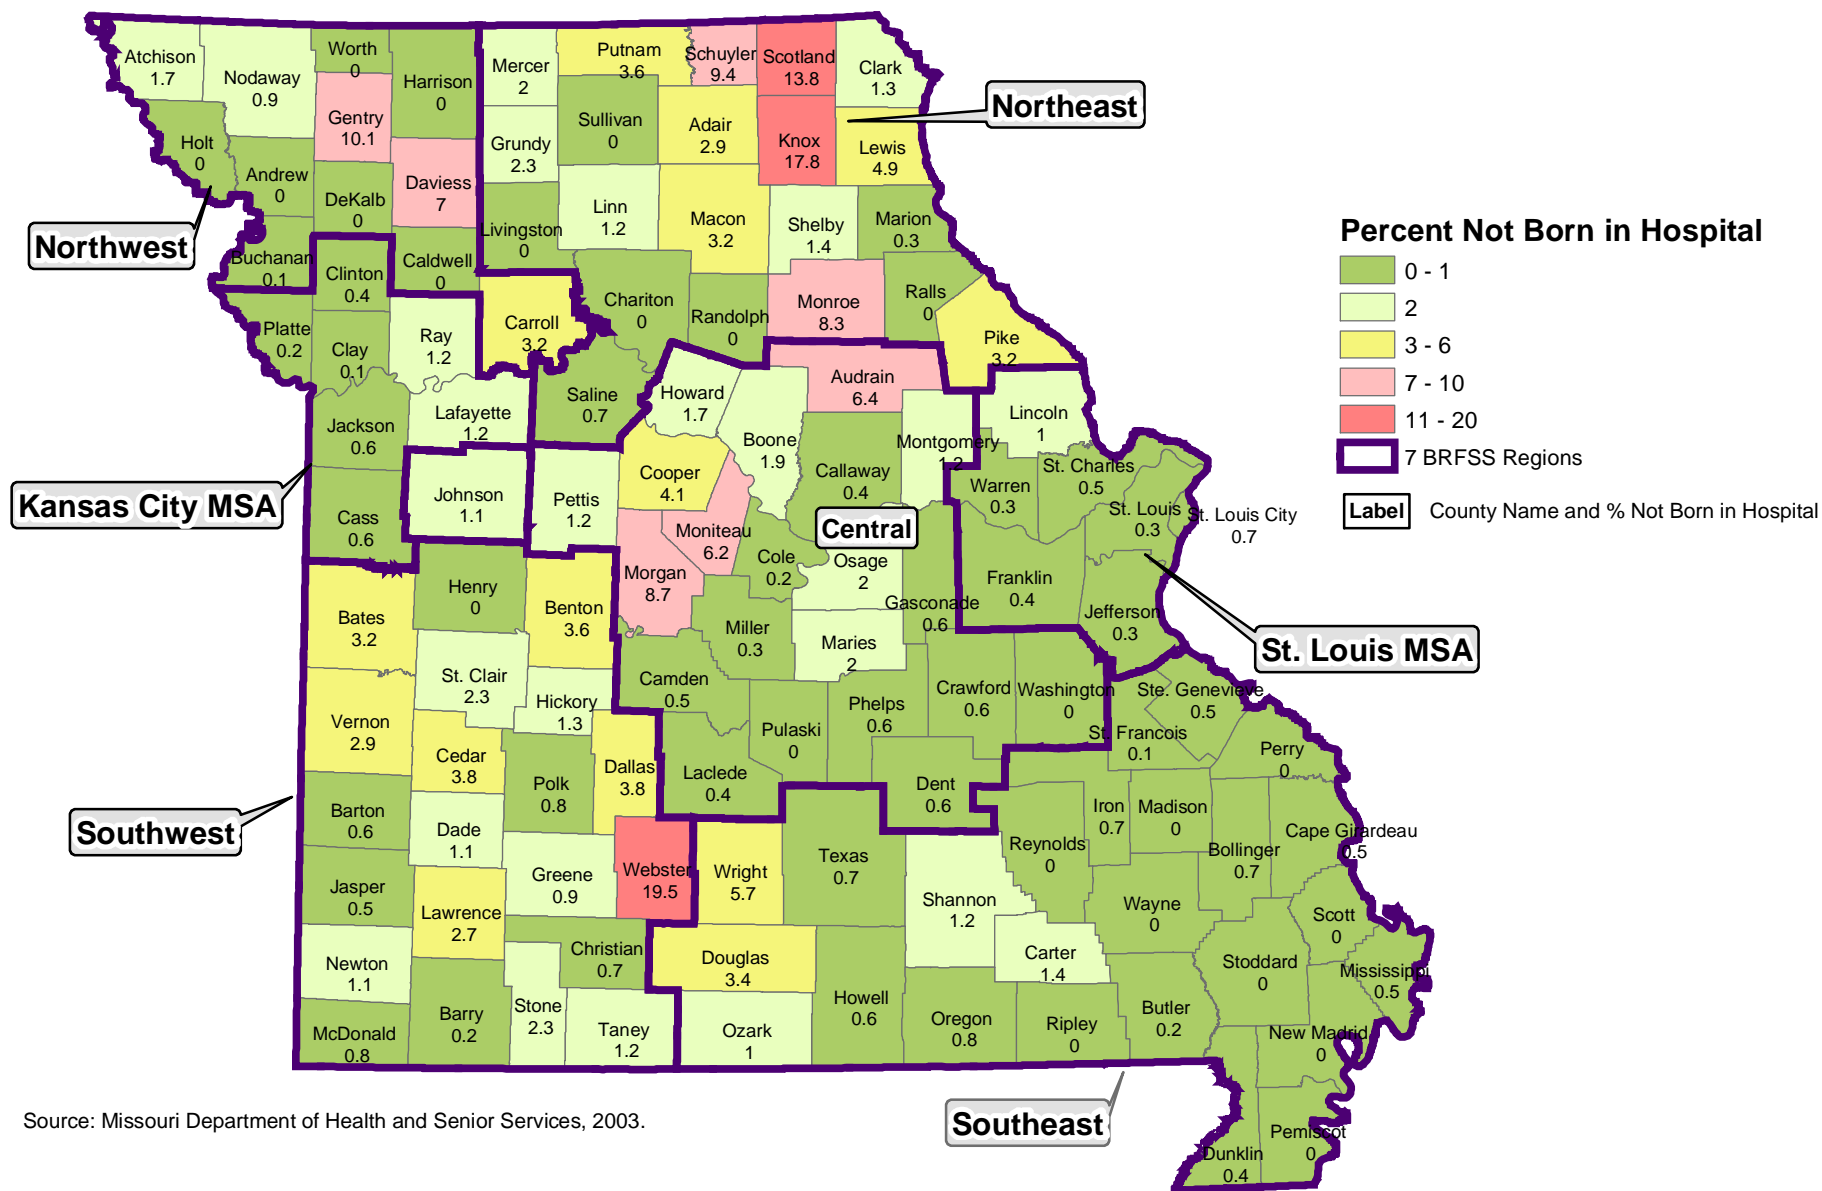 Atchison
1.7
Nodaway
0.9
Worth
0
Harrison
0
Mercer
2
Putnam
3.6
Schuyler
9.4
Scotland
13.8
Clark
1.3
Gentry
10.1
Holt
0
Andrew
0
DeKalb
0
Daviess
7
Grundy
2.3
Sullivan
0
Adair
2.9
Knox
17.8
Lewis
4.9
Northeast
Livingston
0
Linn
1.2
Macon
3.2
Shelby
1.4
Marion
0.3
Northwest
Buchanan
0.1
Clinton
0.4
Caldwell
0
Carroll
3.2
Chariton
0
Randolph
0
Monroe
8.3
Ralls
0
Pike
3.2
Platte
0.2
Clay
0.1
Ray
1.2
Saline
0.7
Howard
1.7
Audrain
6.4
Lincoln
1
Jackson
0.6
Lafayette
1.2
Boone
1.9
Callaway
0.4
Montgomery
1.2
Warren
0.3
St. Charles
0.5
St. Louis
0.3
St. Louis City
0.7
Kansas City MSA
Cass
0.6
Johnson
1.1
Pettis
1.2
Cooper
4.1
Moniteau
6.2
Morgan
8.7
Cole
0.2
Central
Osage
2
Gasconade
0.6
Franklin
0.4
Jefferson
0.3
St. Louis MSA
Bates
3.2
Henry
0
Benton
3.6
Miller
0.3
Maries
2
Camden
0.5
St. Clair
2.3
Hickory
1.3
Vernon
2.9
Cedar
3.8
Polk
0.8
Dallas
3.8
Laclede
0.4
Pulaski
0
Phelps
0.6
Crawford
0.6
Washington
0
Ste. Genevieve
0.5
St. Francois
0.1
Perry
0
Dent
0.6
Southwest
Barton
0.6
Dade
1.1
Greene
0.9
Webster
19.5
Wright
5.7
Texas
0.7
Shannon
1.2
Reynolds
0
Iron
0.7
Madison
0
Bollinger
0.7
Cape Girardeau
0.5
Jasper
0.5
Lawrence
2.7
Christian
0.7
Douglas
3.4
Wayne
0
Scott
0
Newton
1.1
Carter
1.4
Stoddard
0
Mississippi
0.5
McDonald
0.8
Barry
0.2
Stone
2.3
Taney
1.2
Ozark
1
Howell
0.6
Oregon
0.8
Ripley
0
Butler
0.2
New Madrid
0
Southeast
Dunklin
0.4
Pemiscot
0
Percent Not Born in Hospital
0 - 1
2
3 - 6
7 - 10
11 - 20
7 BRFSS Regions
Label County Name and % Not Born in Hospital
Source: Missouri Department of Health and Senior Services, 2003.